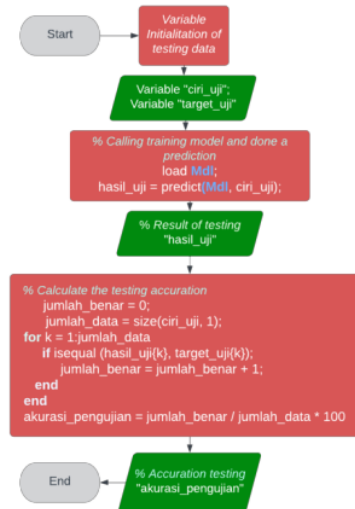 Start
Variable
Initialitation of
testing data
Variable "ciri_uji";
Variable "target_uji"
% Calling training model and done a
prediction
load Mdl;
hasil_uji = predict(Mdl, ciri_uji);
% Result of testing
"hasil_uji"
% Calculate the testing accuration
jumlah_benar = 0;
jumlah_data = size(ciri_uji, 1);
for k = 1:jumlah_data
if isequal (hasil_uji{k}, target_uji{k});
jumlah_benar = jumlah_benar + 1;
end
end
akurasi_pengujian = jumlah_benar / jumlah_data * 100
End
% Accuration testing
"akurasi_pengujian"